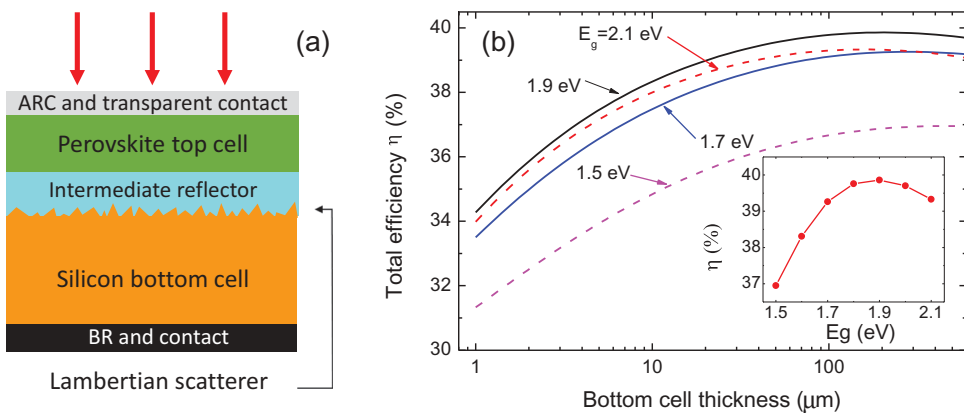 (a)
ARC and transparent contact
Perovskite top cell
Intermediate reflector
Silicon bottom cell
BR and contact
Lambertian scatterer
(b)
Total efficiency η (%)
40
38
36
34
32
30
E_g=2.1 eV
1.9 eV
1.7 eV
1.5 eV
1 10 100
Bottom cell thickness (μm)
η (%)
40
39
38
37
1.5 1.7 1.9 2.1
Eg (eV)